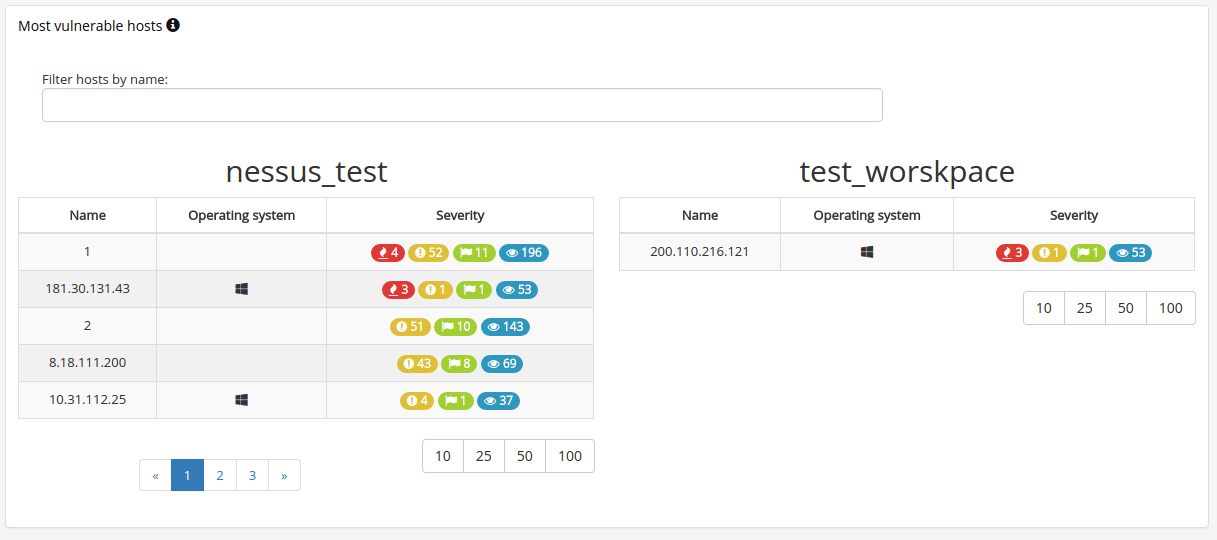 Most vulnerable hosts
Filter hosts by name:
nessus_test
Name Operating system Severity
1 4 52 11 196
181.30.131.43 3 1 1 53
2 51 10 143
8.18.111.200 43 8 69
10.31.112.25 4 1 37
10 25 50 100
« 1 2 3 »
test_worskpace
Name Operating system Severity
200.110.216.121 3 1 1 53
10 25 50 100